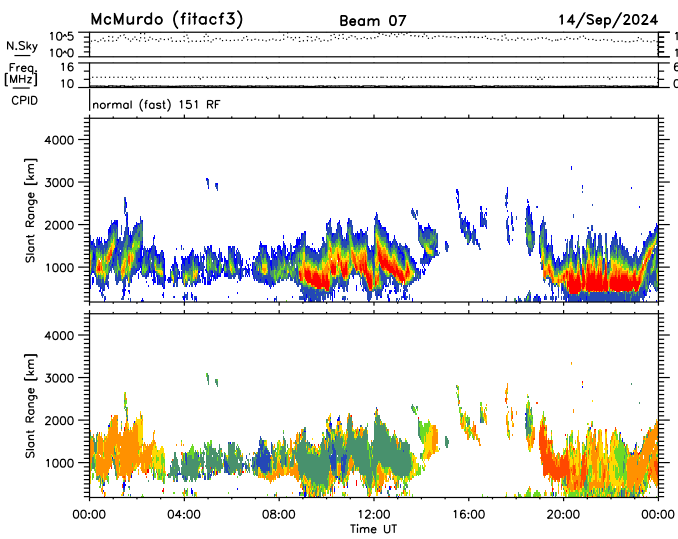 McMurdo (fitacf3) Beam 07 14/Sep/2024
N.Sky 10^5 1
10^0 1
Freq. 16 6
[MHz] 10 0
CPID normal (fast) 151 RF
4000
3000
2000
1000
Slant Range [km]
4000
3000
2000
1000
Slant Range [km]
00:00 04:00 08:00 12:00 16:00 20:00 00:00
Time UT